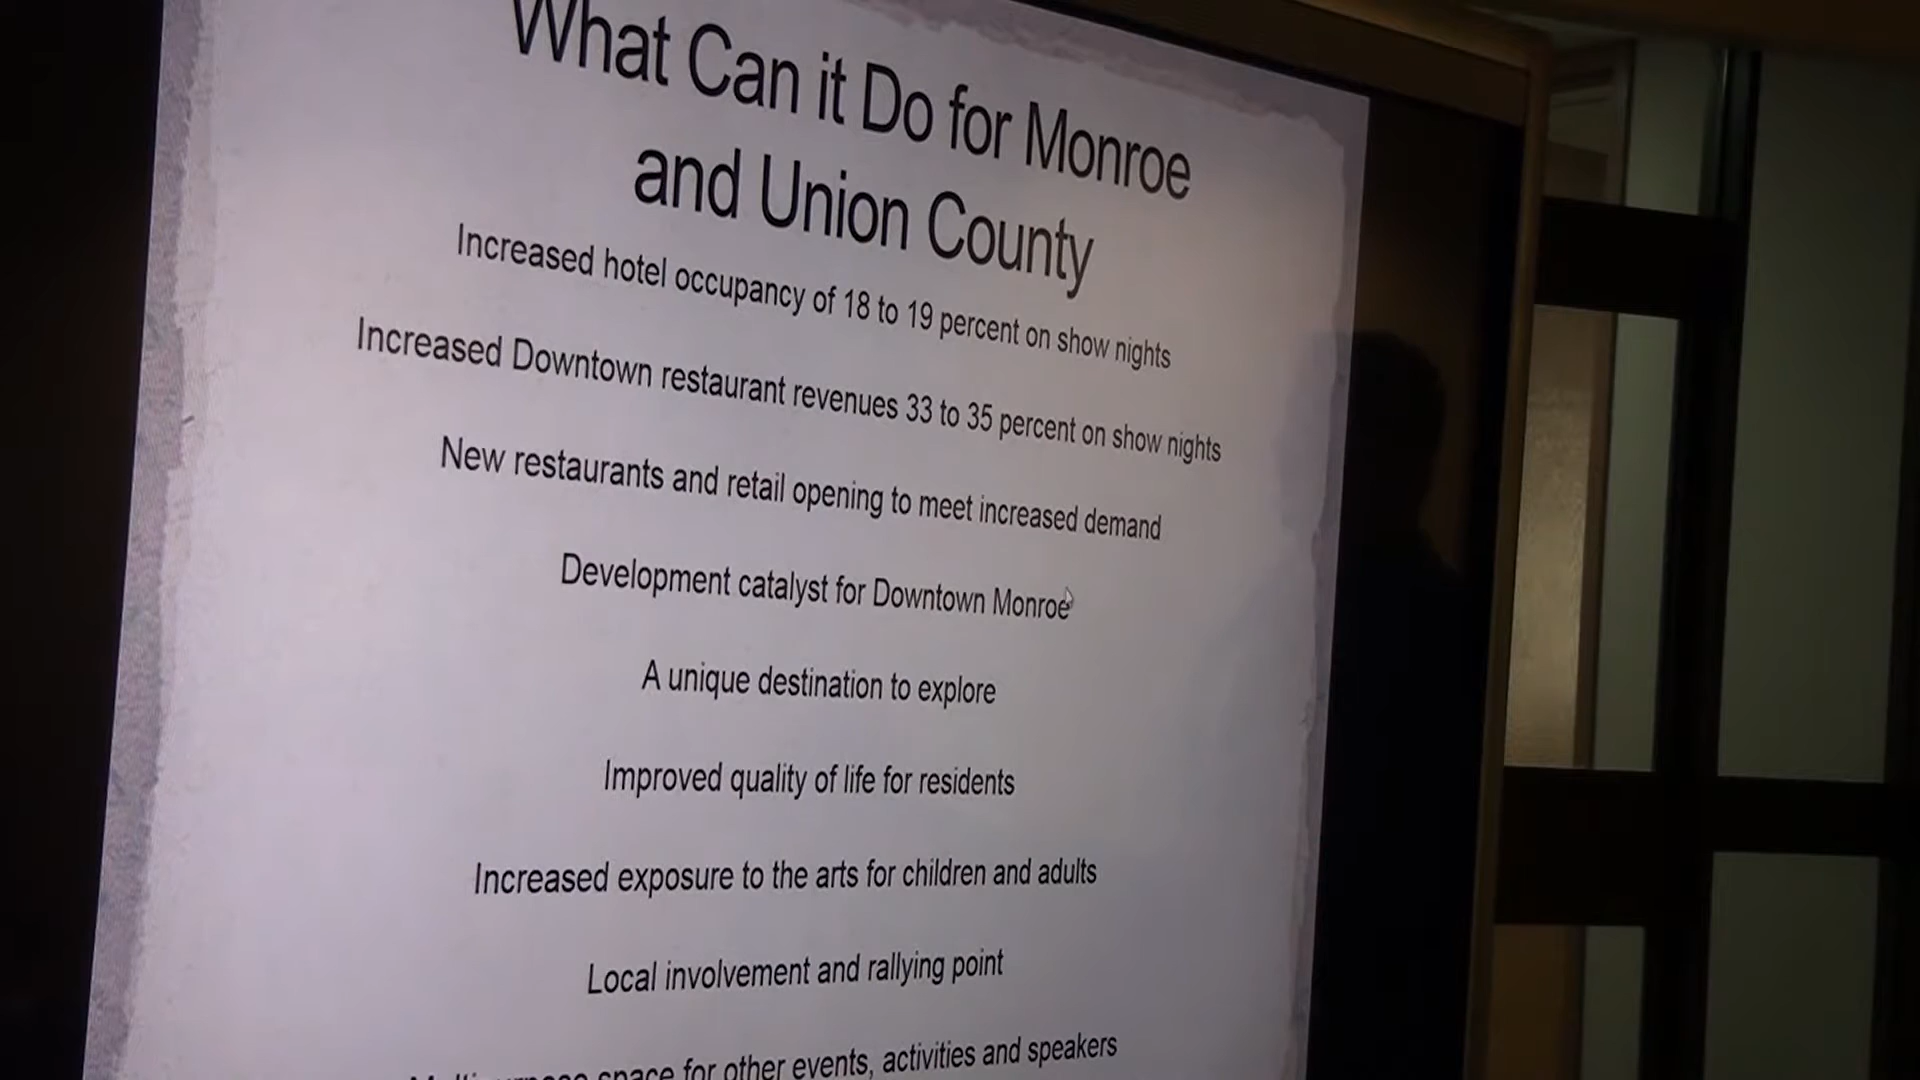 What Can it Do for Monroe
and Union County
Increased hotel occupancy of 18 to 19 percent on show nights
Increased Downtown restaurant revenues 33 to 35 percent on show nights
New restaurants and retail opening to meet increased demand
Development catalyst for Downtown Monroe
A unique destination to explore
Improved quality of life for residents
Increased exposure to the arts for children and adults
Local involvement and rallying point
space for other events, activities and speakers